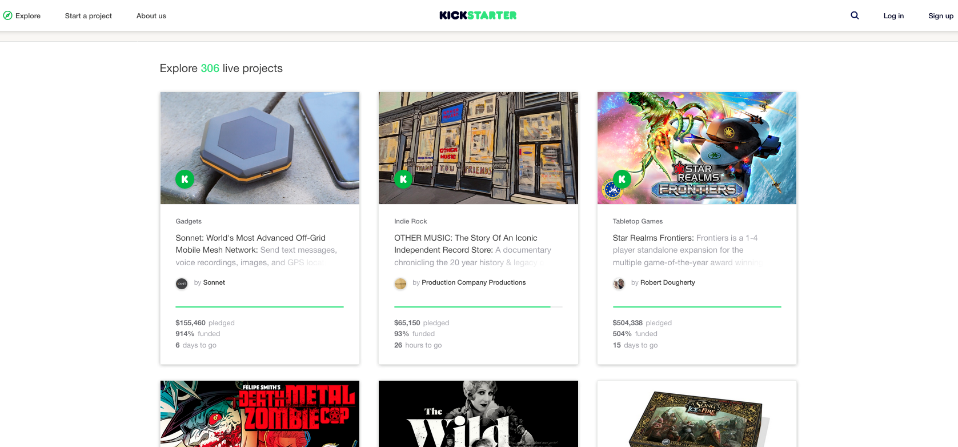 Explore Start a project About us KICKSTARTER Log in Sign up
Explore 306 live projects
OTHER
MUSIC
THANK YOU FRIENDS
STAR
REALMS
FRONTIERS
K
K
K
Gadgets
Sonnet: World's Most Advanced Off-Grid
Mobile Mesh Network: Send text messages,
voice recordings, images, and GPS
by Sonnet
$155,460 pledged
914% funded
6 days to go
Indie Rock
OTHER MUSIC: The Story Of An Iconic
Independent Record Store: A documentary
chronicling the 20 year history & legacy
by Production Company Productions
$65,150 pledged
93% funded
26 hours to go
Tabletop Games
Star Realms Frontiers: Frontiers is a 1-4
player standalone expansion for the
multiple game-of-the-year award
by Robert Dougherty
$504,338 pledged
504% funded
15 days to go
FELIPE SMITH'S
DEATH METAL
ZOMBIE COP
The
Wild